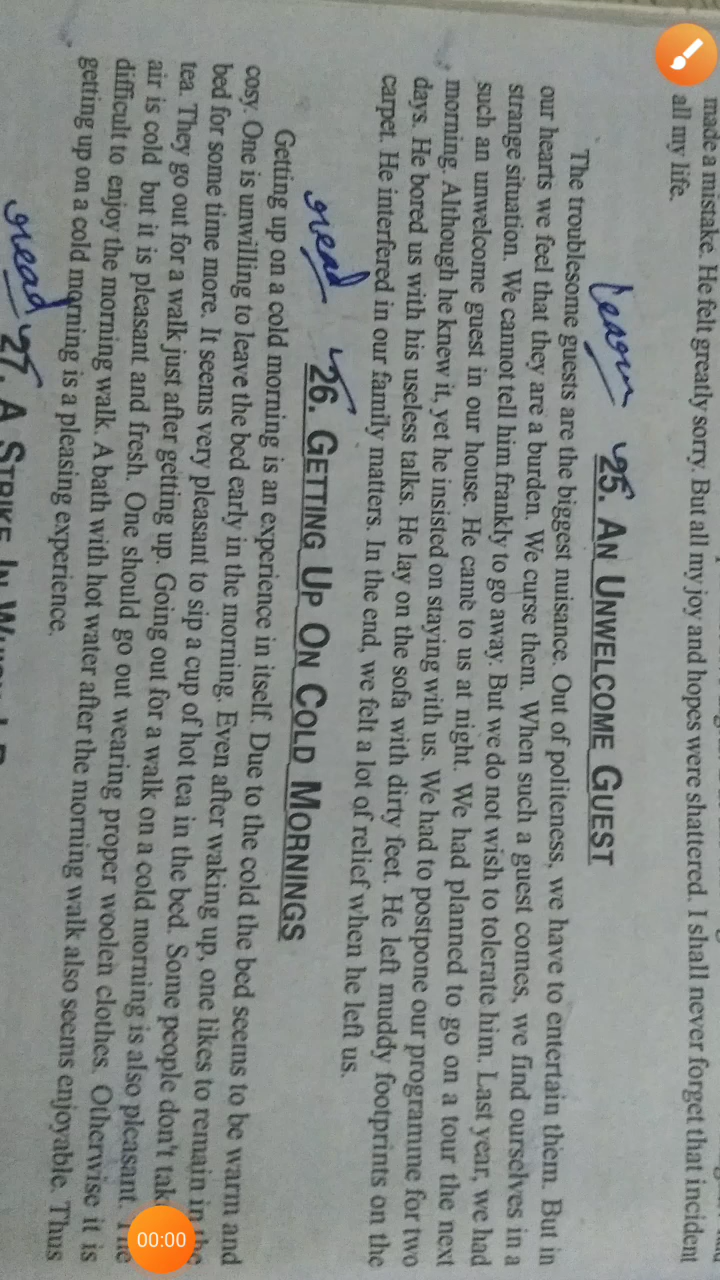 made a mistake. He felt greatly sorry. But all my joy and hopes were shattered. I shall never forget that incident
all my life.
learn 25. AN UNWELCOME GUEST
The troublesome guests are the biggest nuisance. Out of politeness, we have to entertain them. But in
our hearts we feel that they are a burden. We curse them. When such a guest comes, we find ourselves in a
strange situation. We cannot tell him frankly to go away. But we do not wish to tolerate him. Last year, we had
such an unwelcome guest in our house. He came to us at night. We had planned to go on a tour the next
morning. Although he knew it, yet he insisted on staying with us. We had to postpone our programme for two
days. He bored us with his useless talks. He lay on the sofa with dirty feet. He left muddy footprints on the
carpet. He interfered in our family matters. In the end, we felt a lot of relief when he left us.
read 26. GETTING UP ON COLD MORNINGS
Getting up on a cold morning is an experience in itself. Due to the cold the bed seems to be warm and
cosy. One is unwilling to leave the bed early in the morning. Even after waking up, one likes to remain in the
bed for some time more. It seems very pleasant to sip a cup of hot tea in the bed. Some people don't tak
tea. They go out for a walk just after getting up. Going out for a walk on a cold morning is also pleasant. The
air is cold but it is pleasant and fresh. One should go out wearing proper woolen clothes. Otherwise it is
difficult to enjoy the morning walk. A bath with hot water after the morning walk also seems enjoyable. Thus
getting up on a cold morning is a pleasing experience.
read 27. A STRIKE IN
00:00